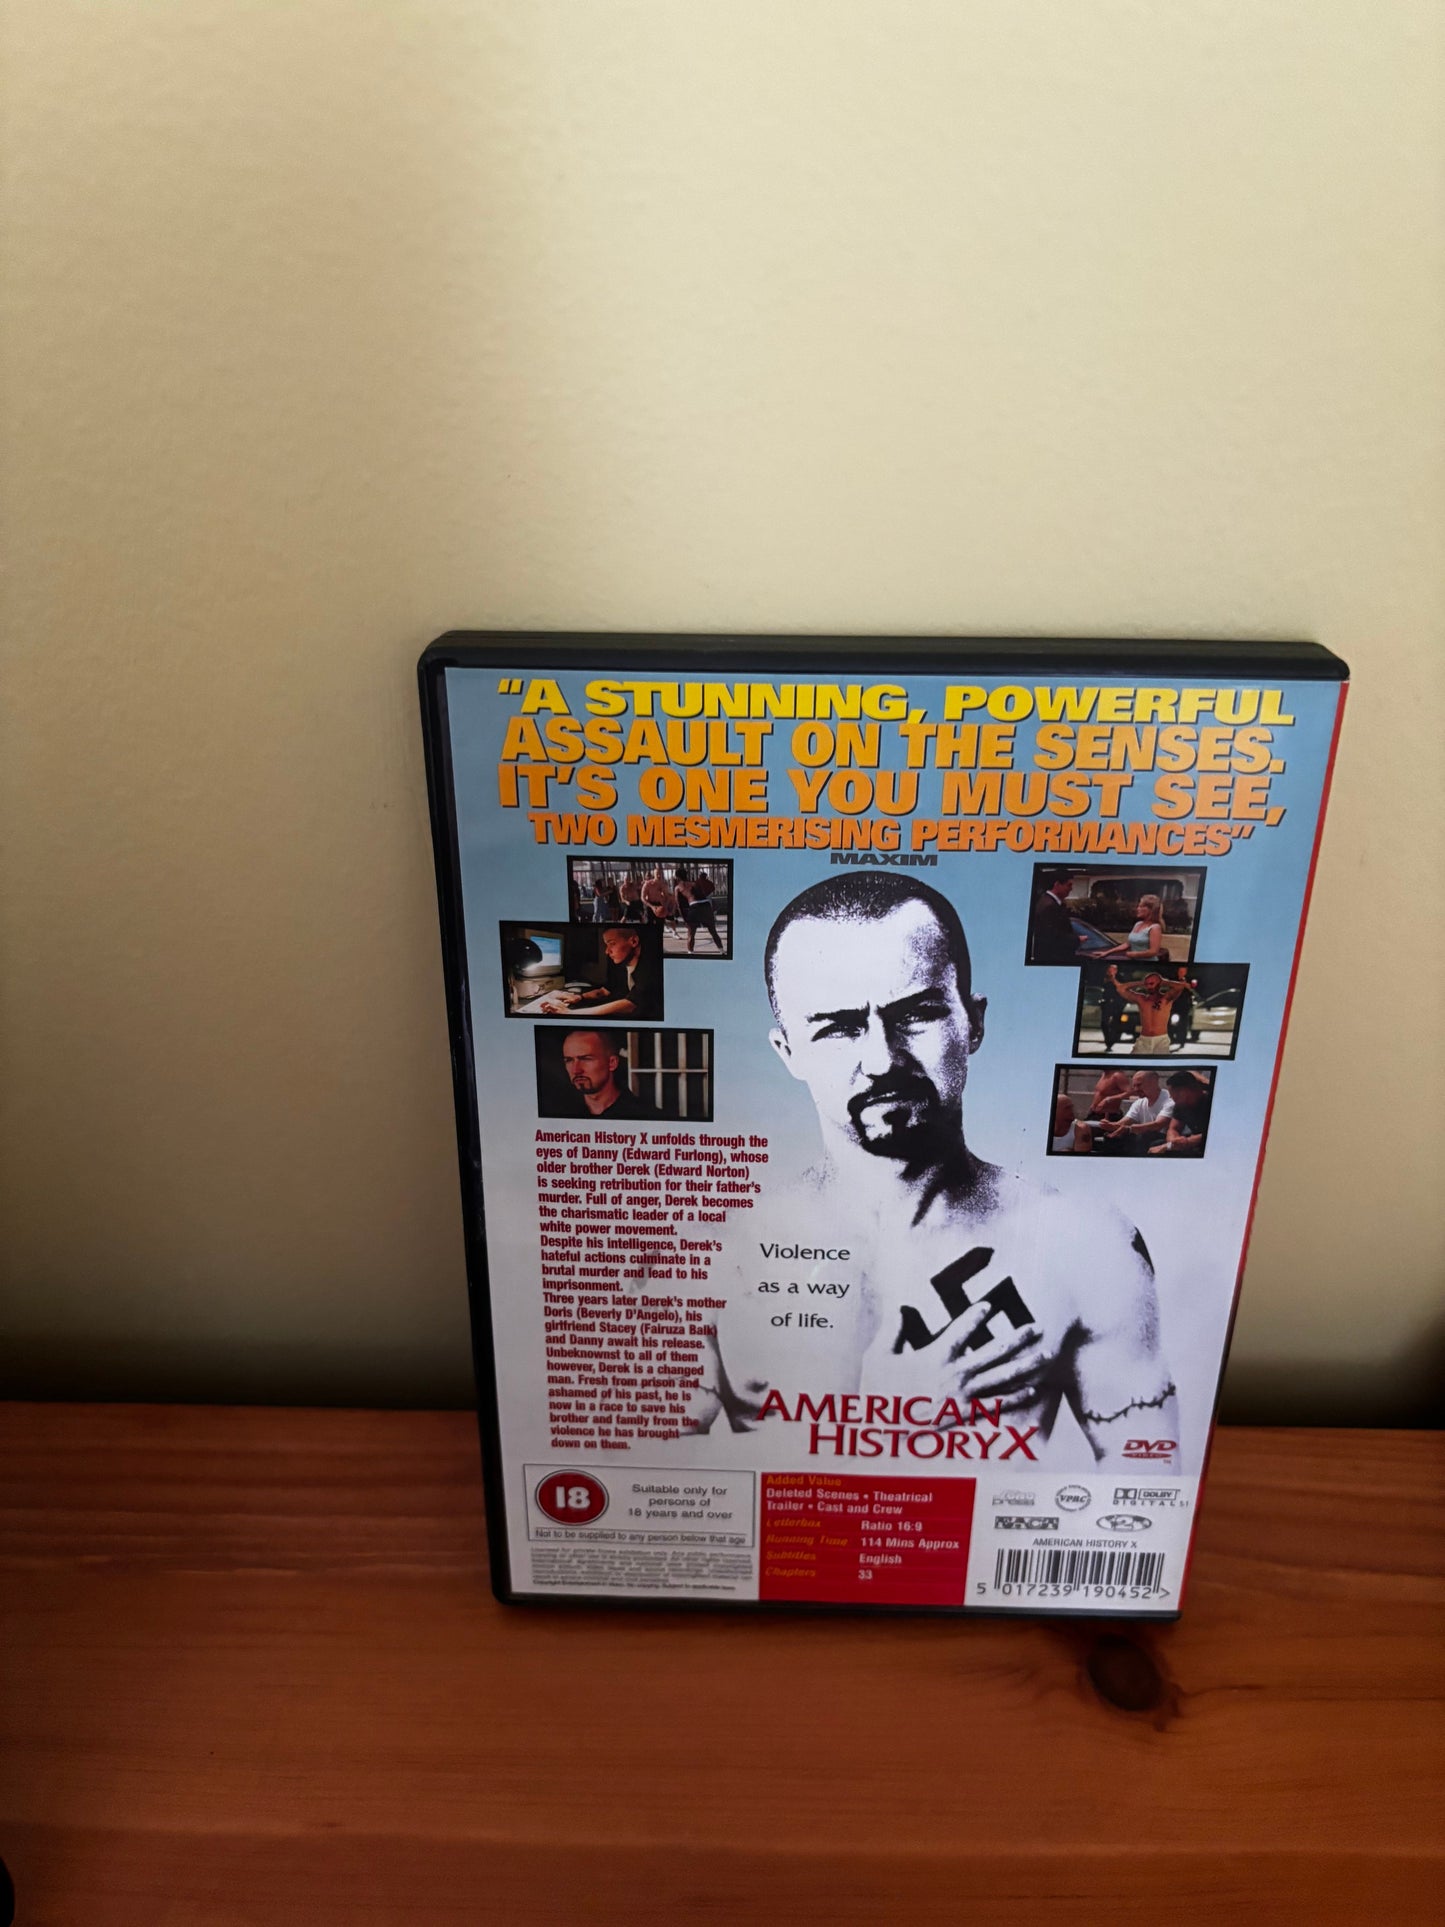 "A STUNNING, POWERFUL
ASSAULT ON THE SENSES.
IT'S ONE YOU MUST SEE,
TWO MESMERISING PERFORMANCES"
MAXIM
American History X unfolds through the
eyes of Danny (Edward Furlong), whose
older brother Derek (Edward Norton)
is seeking retribution for their father's
murder. Full of anger, Derek becomes
the charismatic leader of a local
white power movement.
Despite his intelligence, Derek's
hateful actions culminate in a
brutal murder and lead to his
imprisonment.
Three years later Derek's mother
Doris (Beverly D'Angelo), his
girlfriend Stacey (Fairuza Balk)
and Danny await his release.
Unbeknownst to all of them
however, Derek is a changed
man. Fresh from prison and
ashamed of his past, he is
now in a race to save his
brother and family from the
violence he has brought
down on them.
Violence
as a way
of life.
AMERICAN
HISTORY X
DVD
VIDEO
18
Suitable only for
persons of
18 years and over
Not to be supplied to any person below that age
Added Value
Deleted Scenes • Theatrical
Trailer • Cast and Crew
Letterbox Ratio 16:9
Running Time 114 Mins Approx
Subtitles English
Chapters 33
VPRC
DOLBY
DIGITAL 5.1
FACT
2
AMERICAN HISTORY X
5 017239 190452 >